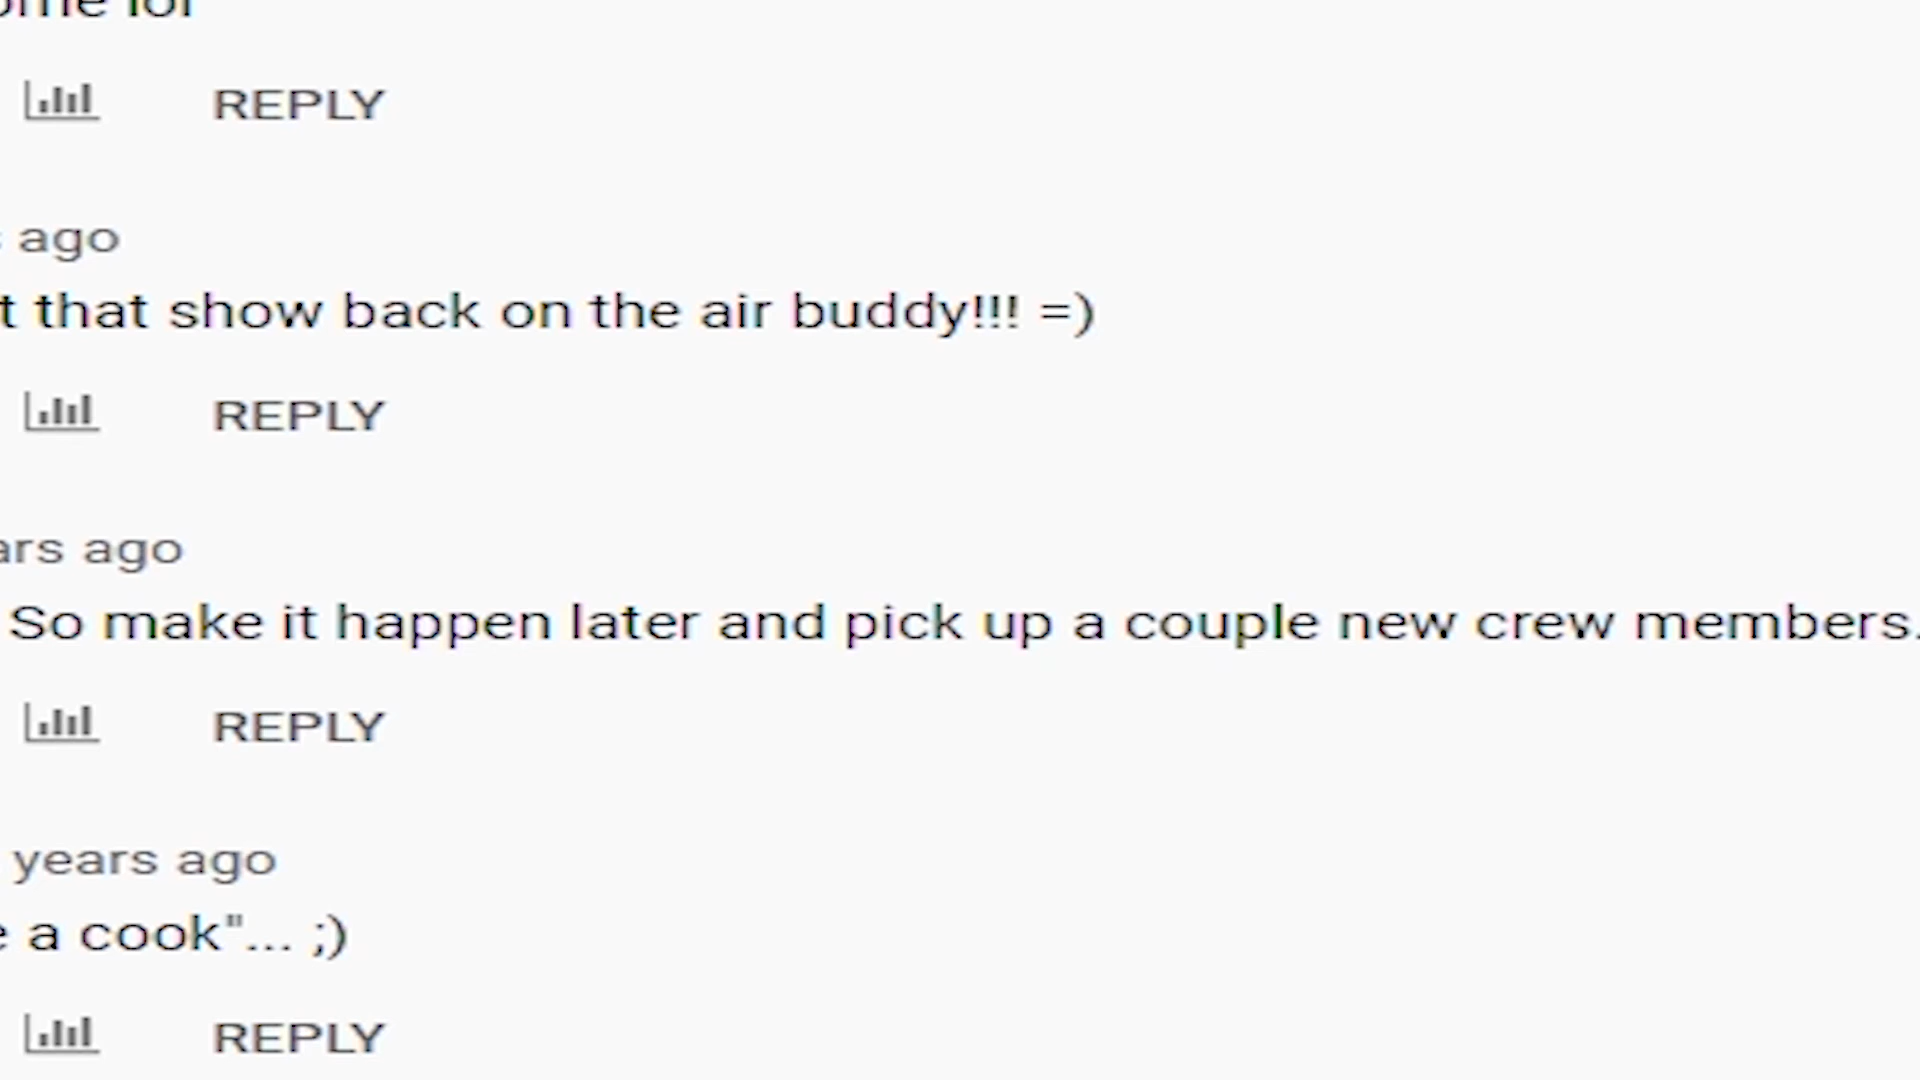 lol
REPLY
ago
that show back on the air buddy!!! =)
REPLY
ago
So make it happen later and pick up a couple new crew members.
REPLY
years ago
a cook"... ;)
REPLY